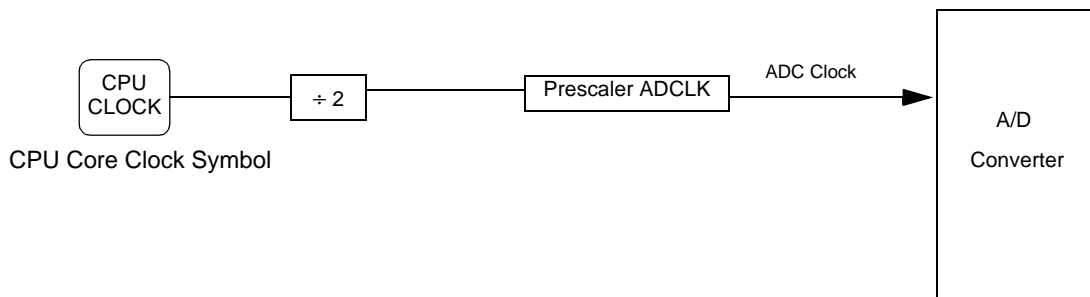 CPU
CLOCK
÷ 2
Prescaler ADCLK
ADC Clock
A/D
Converter
CPU Core Clock Symbol